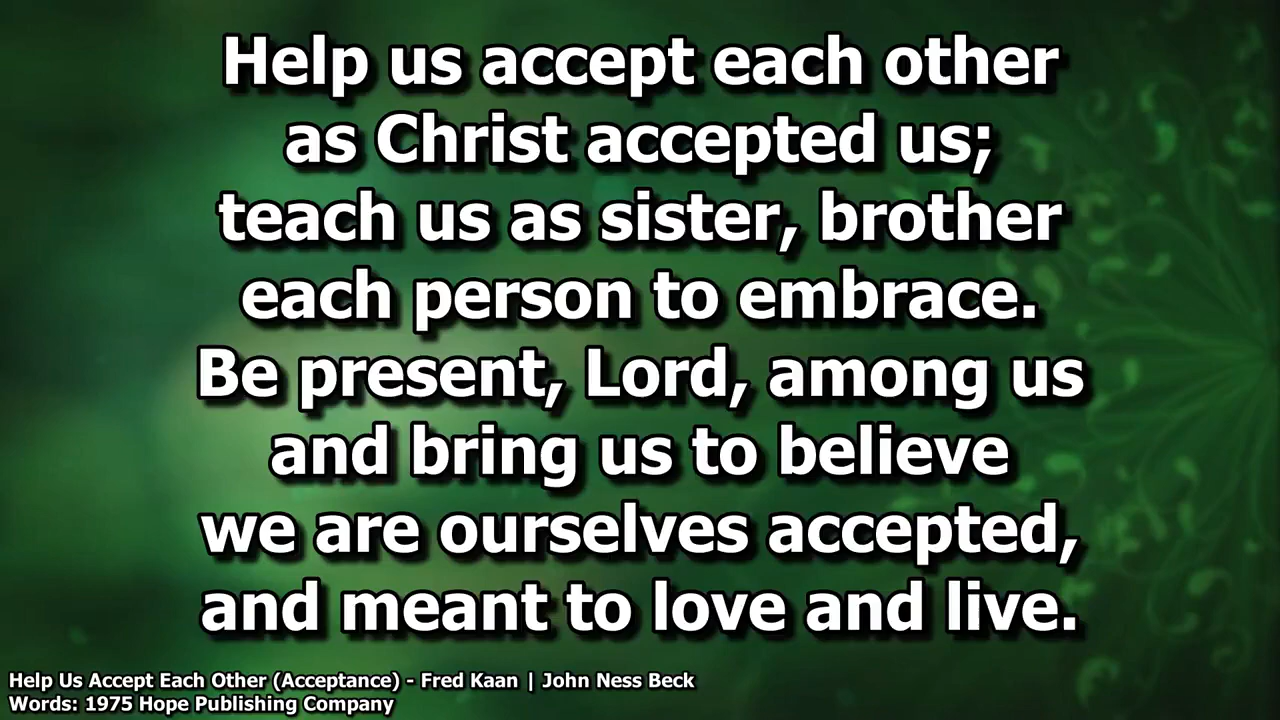 Help us accept each other
as Christ accepted us;
teach us as sister, brother
each person to embrace.
Be present, Lord, among us
and bring us to believe
we are ourselves accepted,
and meant to love and live.
Help Us Accept Each Other (Acceptance) - Fred Kaan | John Ness Beck
Words: 1975 Hope Publishing Company